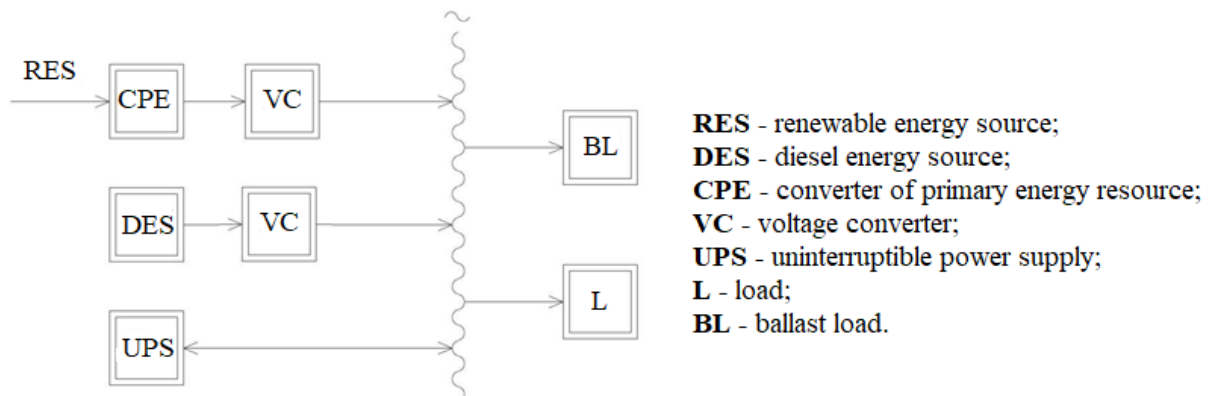 RES
CPE
VC
DES
VC
UPS
BL
L
RES - renewable energy source;
DES - diesel energy source;
CPE - converter of primary energy resource;
VC - voltage converter;
UPS - uninterruptible power supply;
L - load;
BL - ballast load.